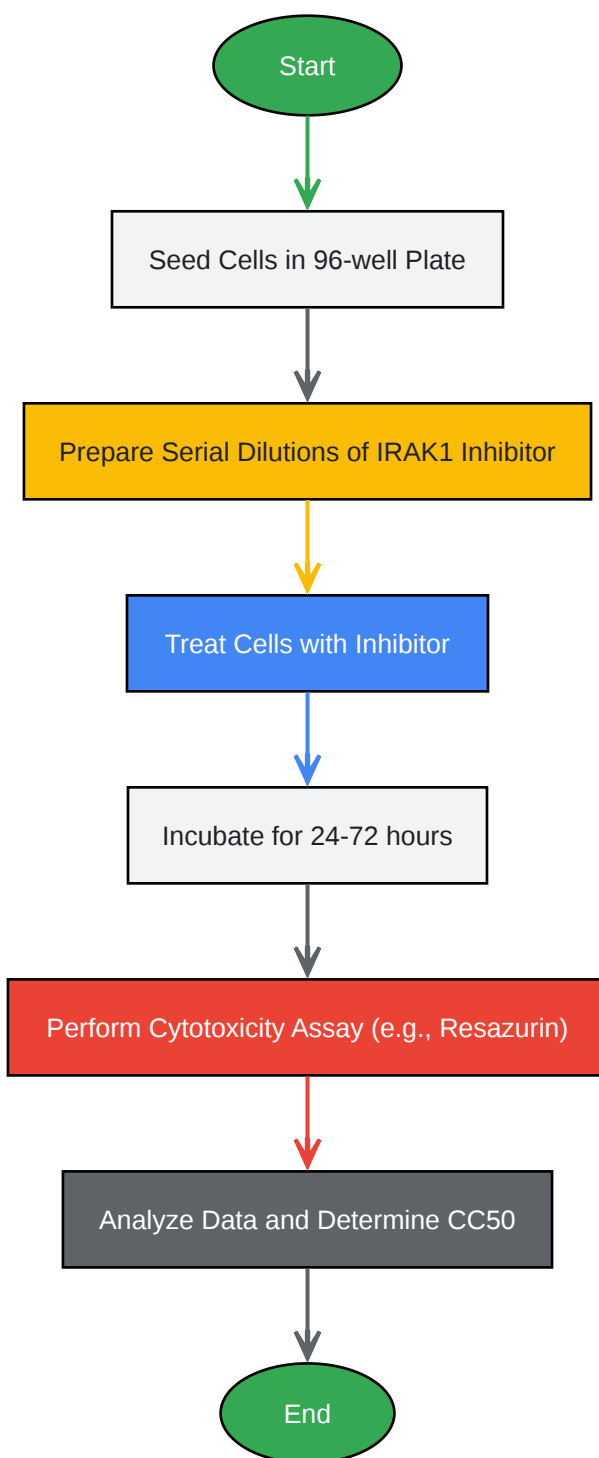 Start
Seed Cells in 96-well Plate
Prepare Serial Dilutions of IRAK1 Inhibitor
Treat Cells with Inhibitor
Incubate for 24-72 hours
Perform Cytotoxicity Assay (e.g., Resazurin)
Analyze Data and Determine CC50
End